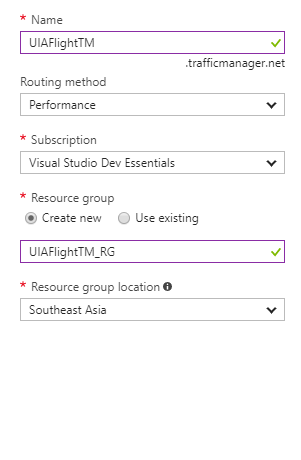 * Name
UIAFlightTM
.trafficmanager.net
Routing method
Performance
* Subscription
Visual Studio Dev Essentials
* Resource group
Create new Use existing
UIAFlightTM_RG
* Resource group location
Southeast Asia